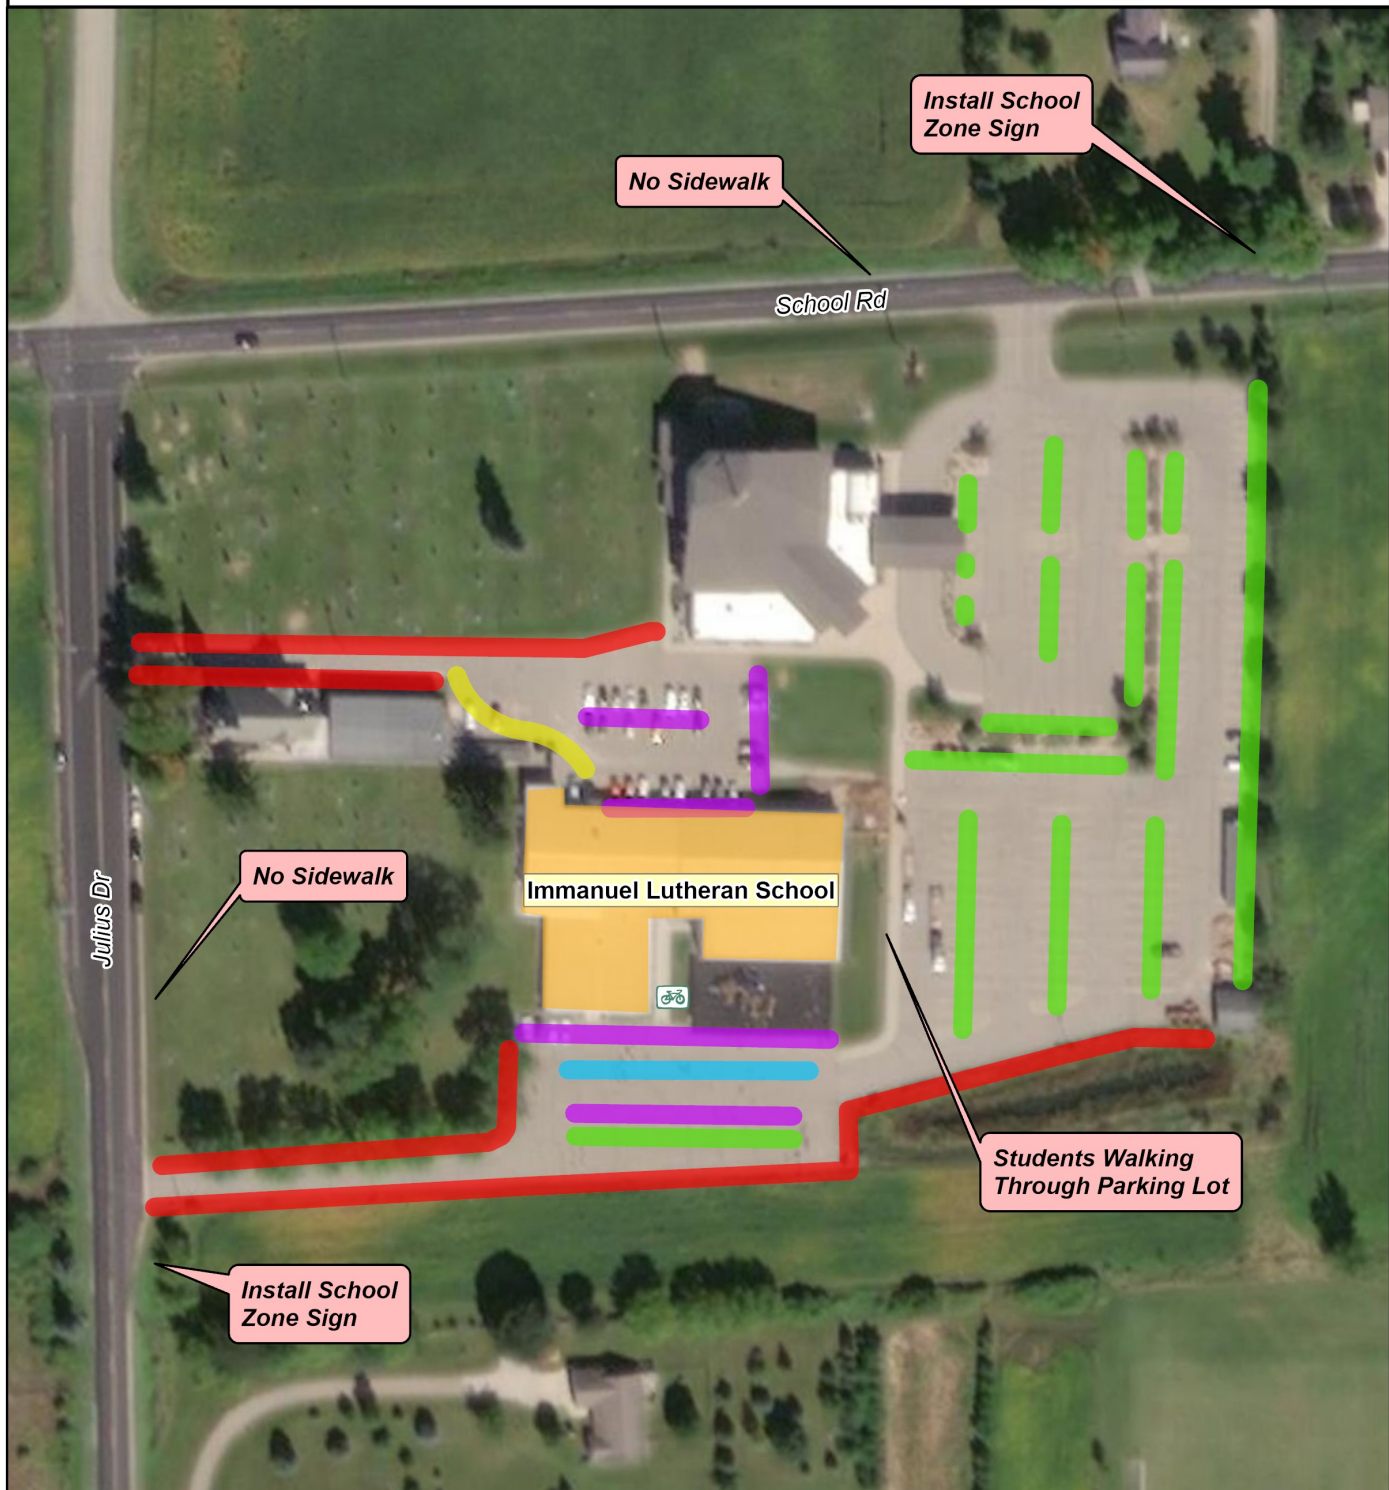 Install School
Zone Sign
No Sidewalk
School Rd
No Sidewalk
Immanuel Lutheran School
Julius Dr
Students Walking
Through Parking Lot
Install School
Zone Sign